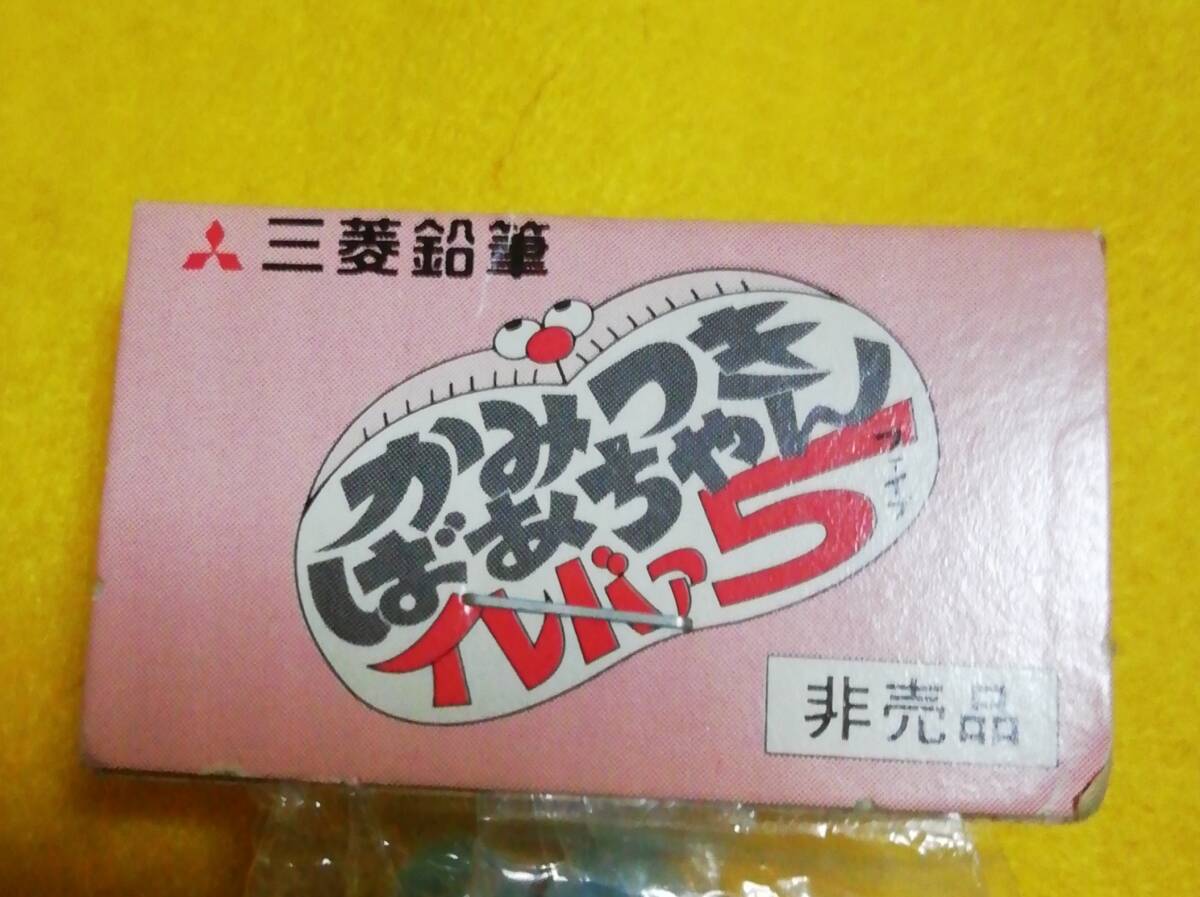 三菱鉛筆
かみつき
ばあちゃん
イレバァ5
ファイブ
非売品